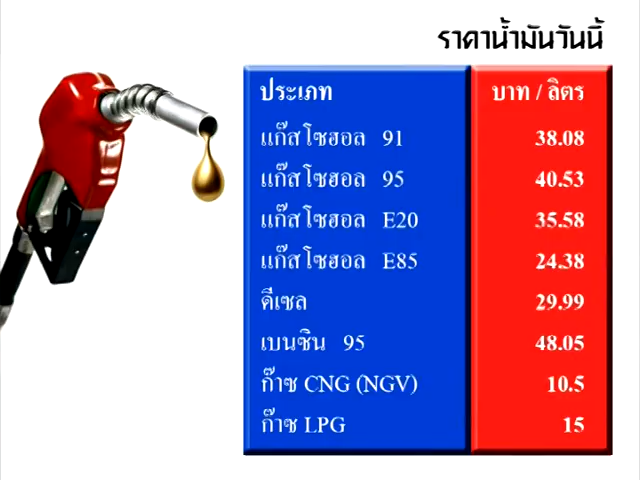 ราคาน้ำมันวันนี้
ประเภท บาท / ลิตร
แก๊สโซฮอล 91 38.08
แก๊สโซฮอล 95 40.53
แก๊สโซฮอล E20 35.58
แก๊สโซฮอล E85 24.38
ดีเซล 29.99
เบนซิน 95 48.05
ก๊าซ CNG (NGV) 10.5
ก๊าซ LPG 15